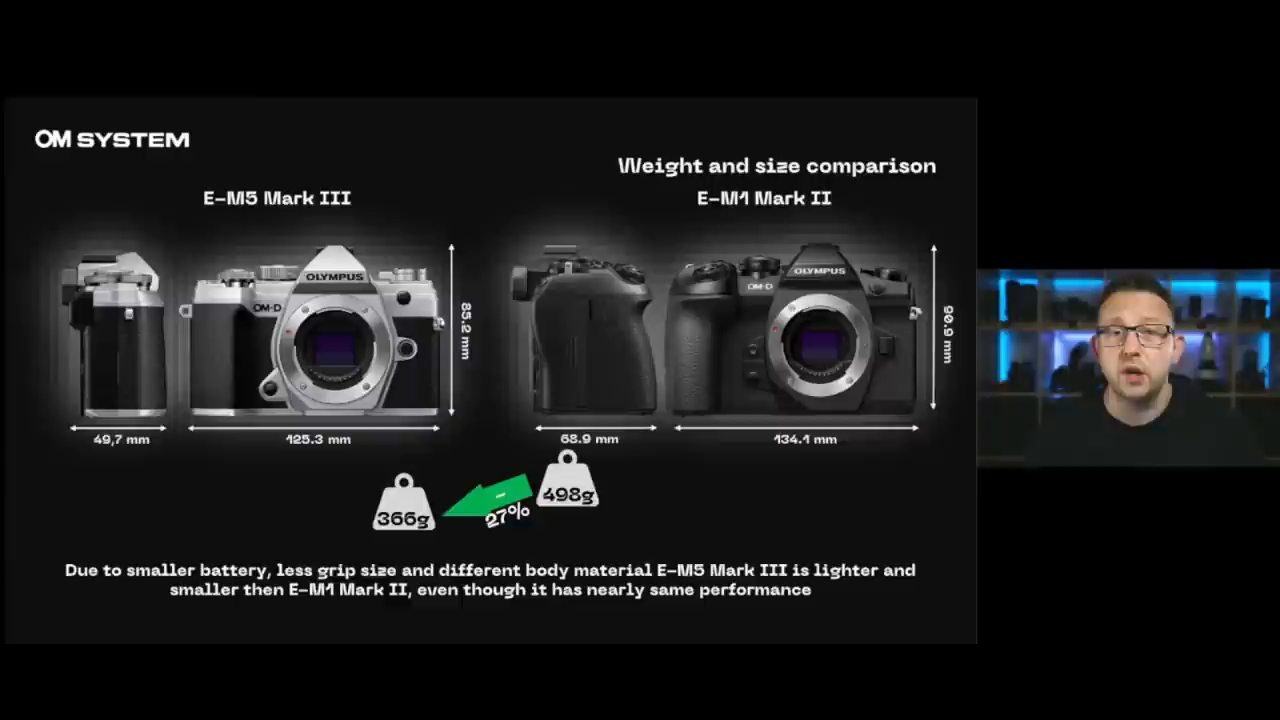 OM SYSTEM
Weight and size comparison
E-M5 Mark III
E-M1 Mark II
OLYMPUS
OM-D
85.2 mm
OLYMPUS
OM-D
90.9 mm
49,7 mm
125.3 mm
68.9 mm
134.1 mm
366g
-
27%
498g
Due to smaller battery, less grip size and different body material E-M5 Mark III is lighter and
smaller then E-M1 Mark II, even though it has nearly same performance